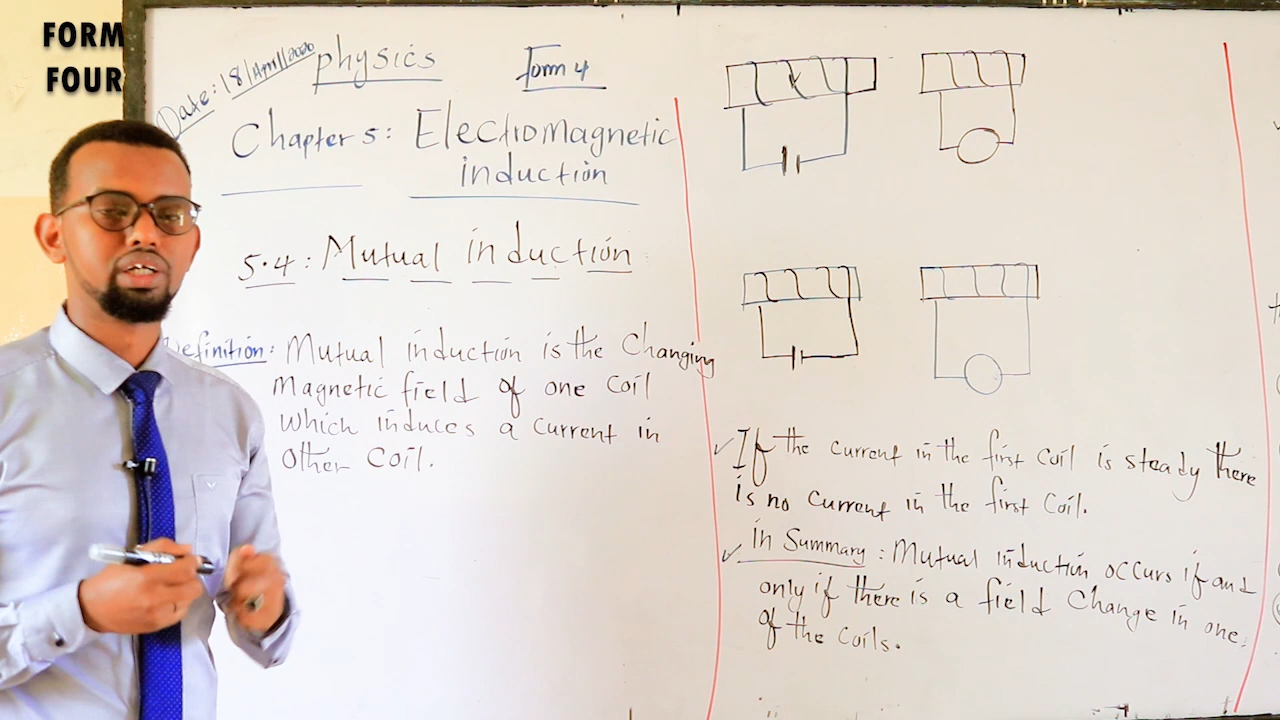 FORM
FOUR
Date: 18/April/2020
physics
Form 4
Chapter 5: Electromagnetic
induction
5.4: Mutual induction
Definition: Mutual induction is the Changing
Magnetic field of one coil
which induces a current in
other coil.
If the current in the first coil is steady there
is no current in the first coil.
in Summary: Mutual induction occurs if and
only if there is a field change in one
of the coils.